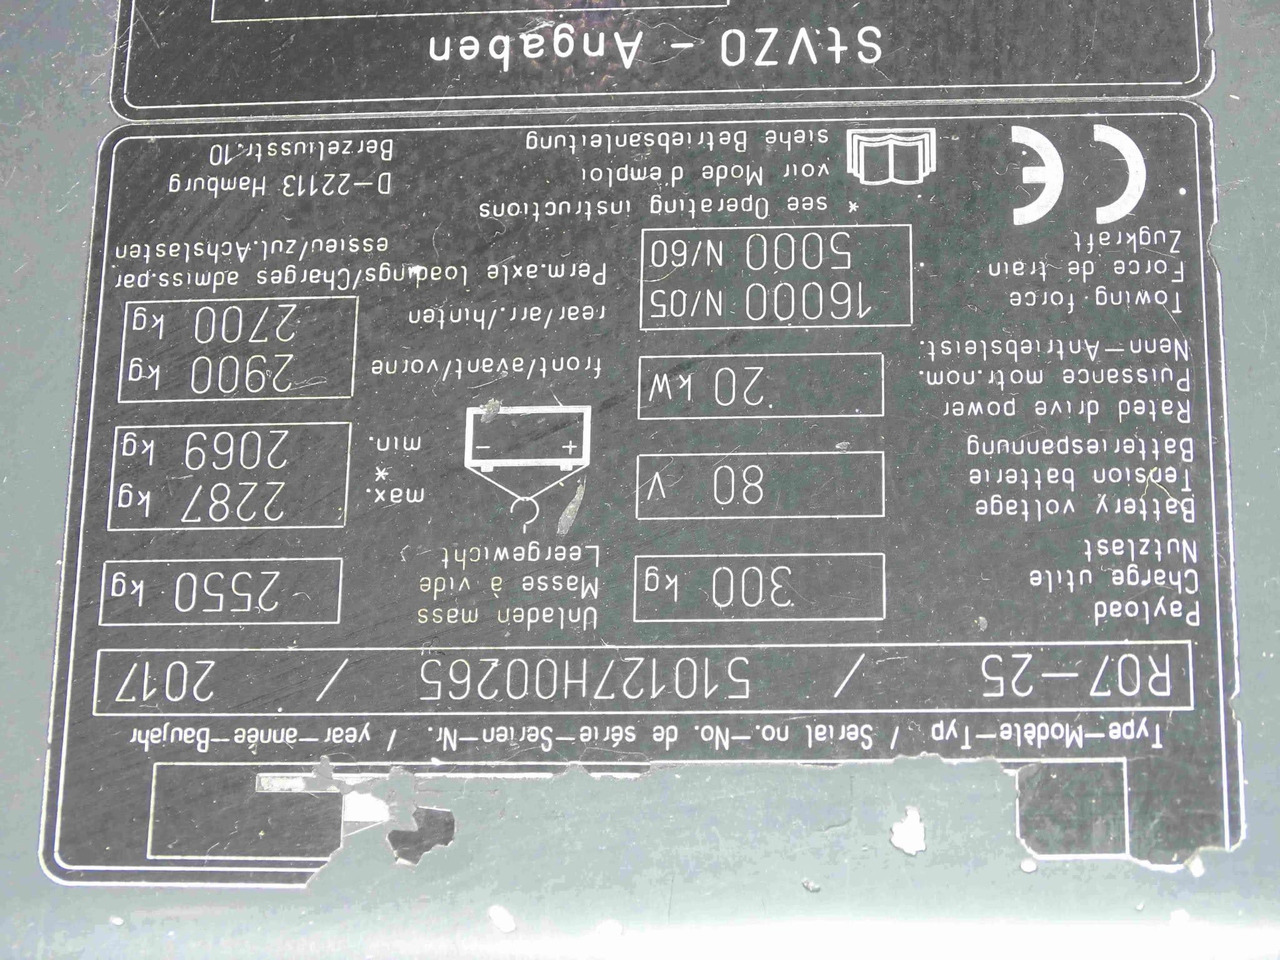 Type-Modèle-Typ / Serial no.-No. de série-Serien-Nr. / year-année-Baujahr
R07-25 / 510127H00265 / 2017
Payload
Charge utile
Nutzlast
300 kg
Unladen mass
Masse à vide
Leergewicht
2550 kg
Battery voltage
Tension batterie
Batteriespannung
80 V
max. 2287 kg
*
min. 2069 kg
+ -
Rated drive power
Puissance motr.nom.
Nenn-Antriebsleist.
20 kW
front/avant/vorne 2900 kg
rear/arr./hinten 2700 kg
Towing force
Force de train
Zugkraft
16000 N/05
5000 N/60
Perm.axle loadings/Charges admiss.par
essieu/zul.Achslasten
CE
* see Operating instructions
voir Mode d'emploi
siehe Betriebsanleitung
D-22113 Hamburg
Berzeliusstr.10
StVZO - Angaben